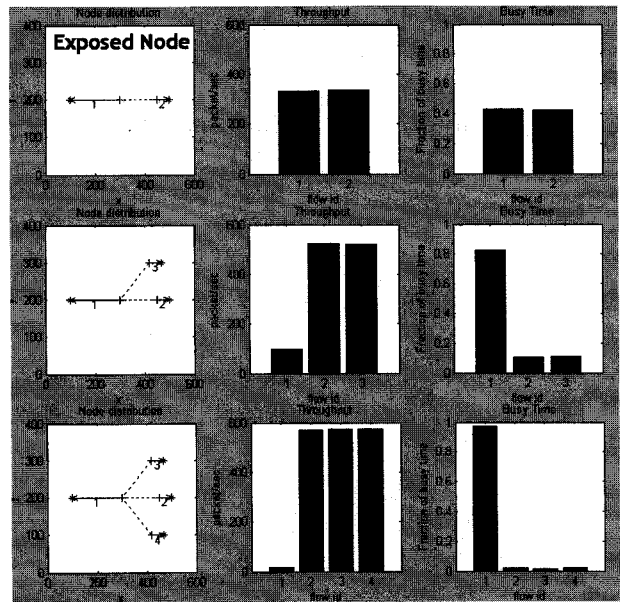 Node distribution Throughput Busy Time
Exposed Node
400 600 1
300 0.8
200 400 0.6
100 200 0.4
0 0 0.2
0 200 400 600 1 2 0 1 2
1 2
x flow id flow id
packet/sec Fraction of busy time
Node distribution Throughput Busy Time
400 600 1
300 3 0.8
200 1 2 400 0.6
100 200 0.4
0 0 0.2
0 200 400 600 1 2 3 0 1 2 3
x flow id flow id
packet/sec Fraction of busy time
Node distribution Throughput Busy Time
400 600 1
300 3 0.8
200 1 2 400 0.6
100 4 200 0.4
0 0 0.2
0 200 400 600 1 2 3 4 0 1 2 3 4
x flow id flow id
packet/sec Fraction of busy time